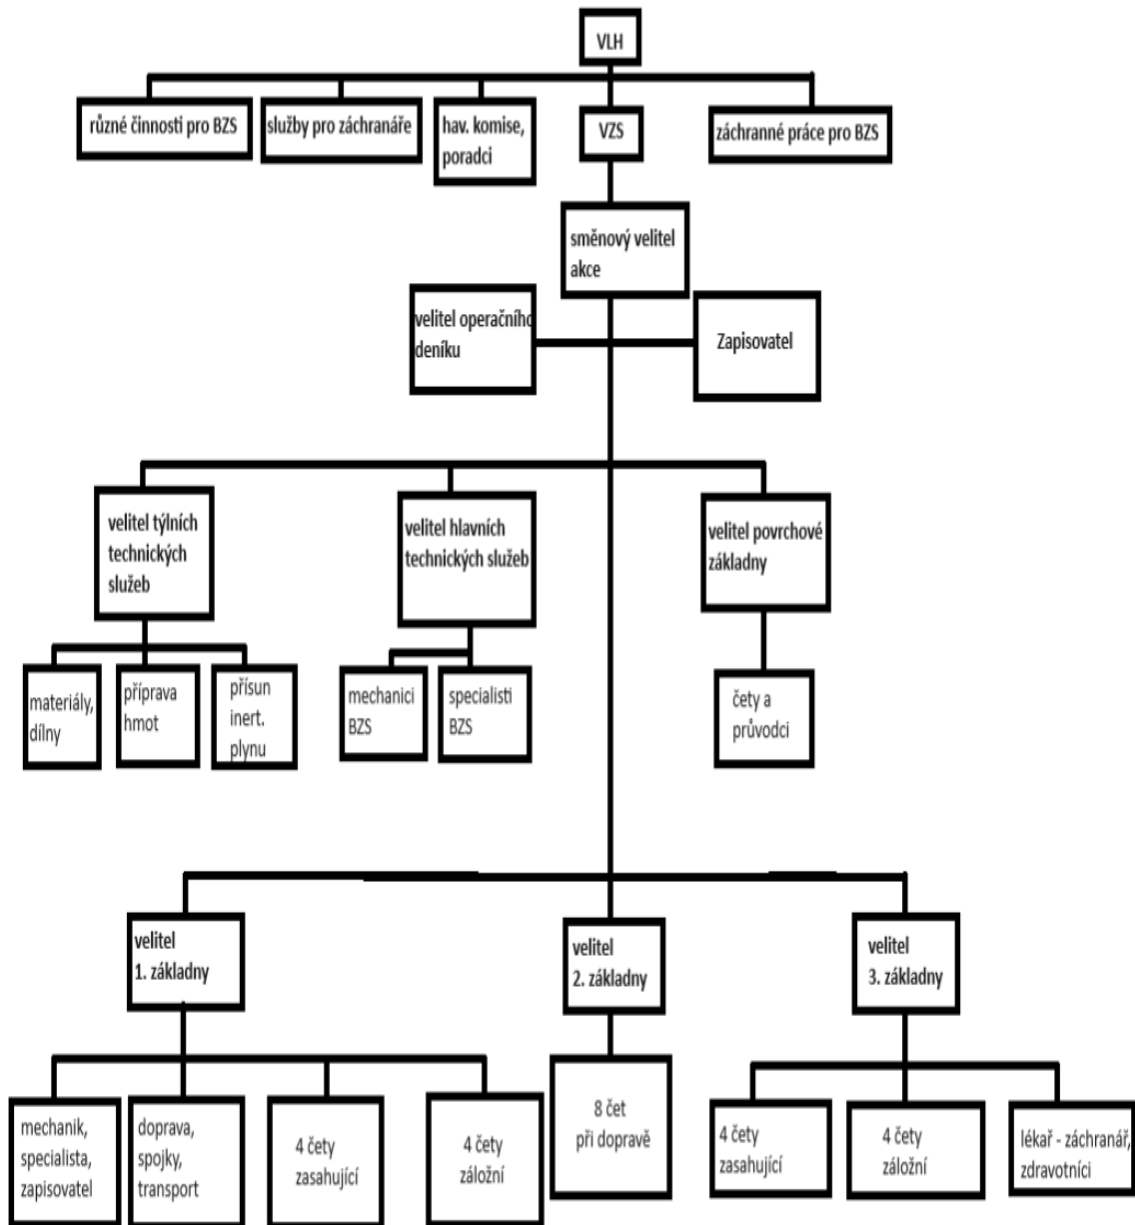 VLH
různé činnosti pro BZS
služby pro záchranáře
hav. komise,
poradci
VZS
záchranné práce pro BZS
směnový velitel
akce
velitel operačního
deníku
Zapisovatel
velitel týlních
technických
služeb
velitel hlavních
technických služeb
velitel povrchové
základny
materiály,
dílny
příprava
hmot
přísun
inert.
plynu
mechanici
BZS
specialisti
BZS
čety a
průvodci
velitel
1. základny
velitel
2. základny
velitel
3. základny
mechanik,
specialista,
zapisovatel
doprava,
spojky,
transport
4 čety
zasahující
4 čety
záložní
8 čet
při dopravě
4 čety
zasahující
4 čety
záložní
lékař - záchranář,
zdravotníci